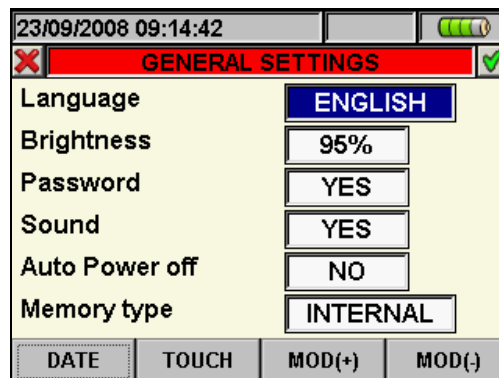 23/09/2008 09:14:42
GENERAL SETTINGS
Language ENGLISH
Brightness 95%
Password YES
Sound YES
Auto Power off NO
Memory type INTERNAL
DATE TOUCH MOD(+) MOD(-)